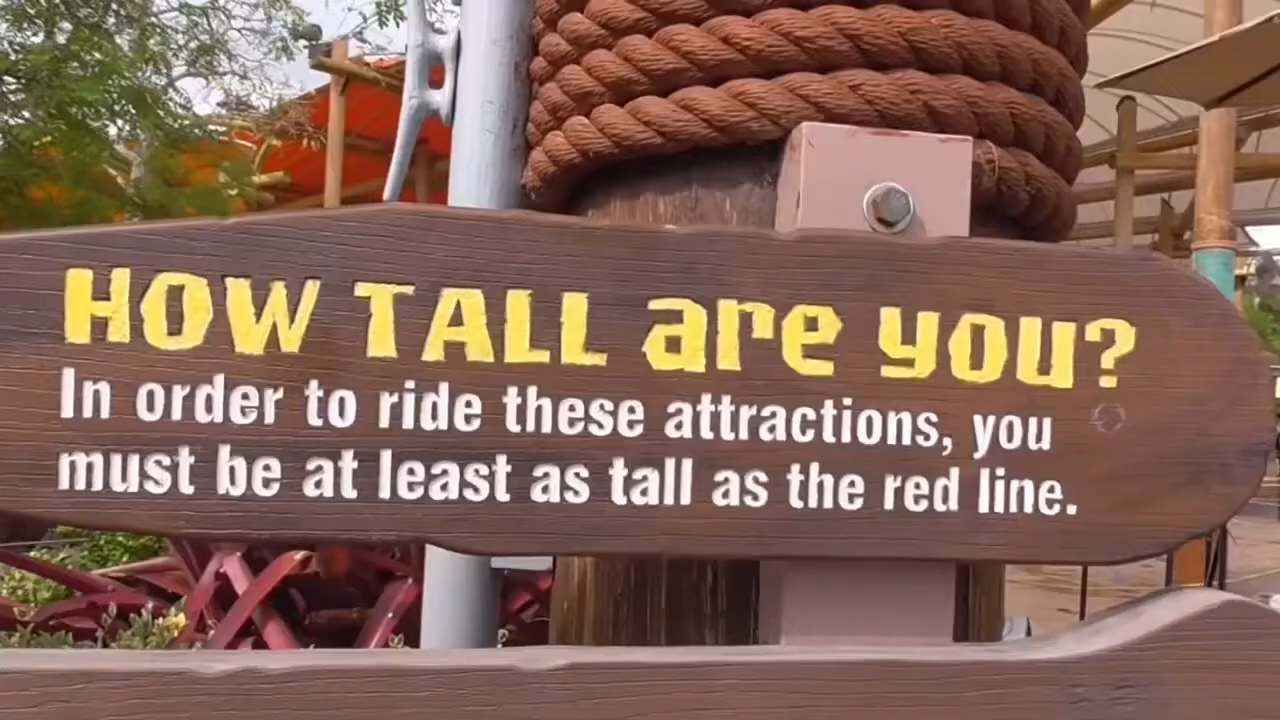 HOW TALL are you?
In order to ride these attractions, you
must be at least as tall as the red line.